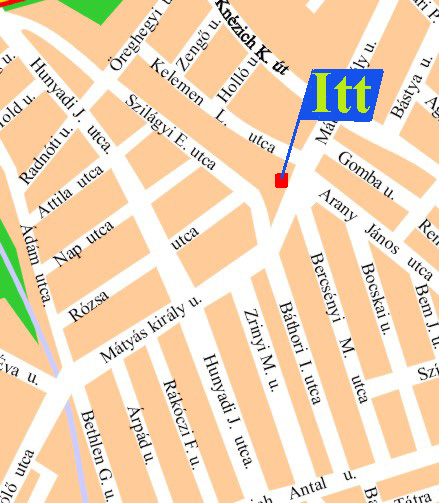 Öreghegyi u.
Knézich K. út
Zengő u.
Kelemen L. utca
Holló u.
Itt
Bástya u.
Hunyadi J. utca.
Szilágyi E. utca
Radnóti u.
Attila utca
Nap utca
utca
Rózsa
Ádám utca.
Gomba u.
Arany János utca
Mátyás király u.
Bercsényi M. utca
Bocskai u.
Bem J. u.
Zrínyi M. u.
Báthori I. utca
Hunyadi J. utca.
Rákóczi F. u.
Árpád u.
Bethlen G. u.
Antal u.
Tátra
utca